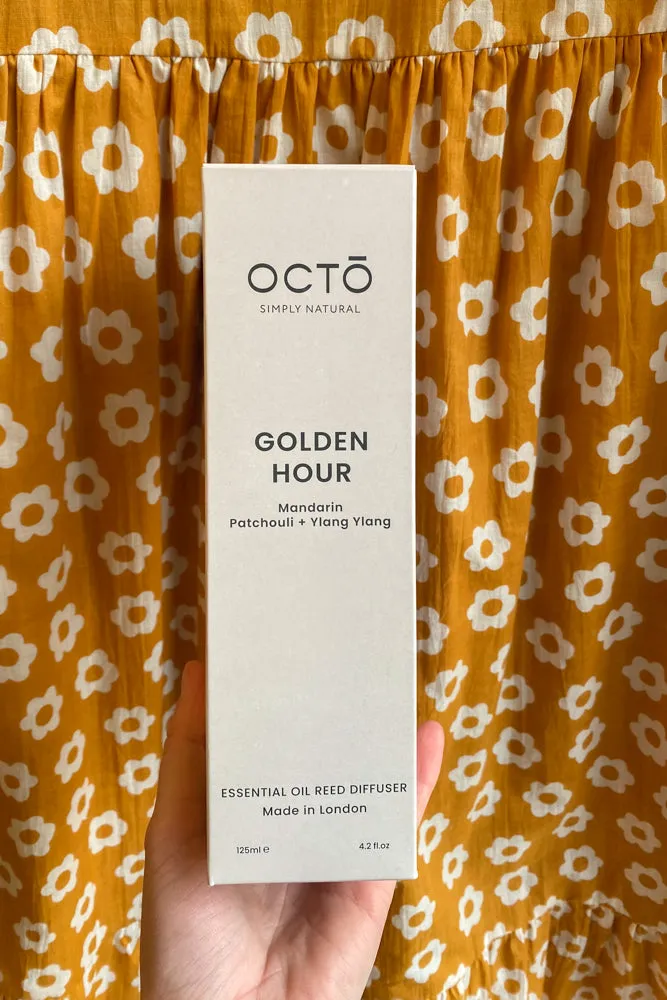 OCTŌ
SIMPLY NATURAL
GOLDEN
HOUR
Mandarin
Patchouli + Ylang Ylang
ESSENTIAL OIL REED DIFFUSER
Made in London
125ml ℮ 4.2 fl.oz